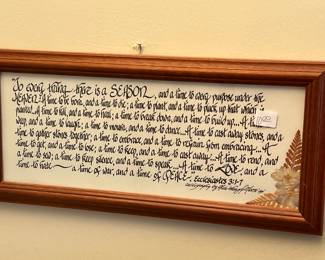 To every thing there is a SEASON, and a time to every purpose under the
HEAVEN: A time to be born, and a time to die; a time to plant, and a time to pluck up that which is
planted... A time to kill, and a time to heal; a time to break down, and a time to build up... A time to
weep, and a time to laugh; a time to mourn, and a time to dance... A time to cast away stones, and a
time to gather stones together; a time to embrace, and a time to refrain from embracing... A
time to get, and a time to lose; a time to keep, and a time to cast away... A time to rend, and
a time to sew; a time to keep silence, and a time to speak... A time to LOVE, and a
time to hate — a time of war, and a time of PEACE. Ecclesiastes 3:1-7
calligraphy by